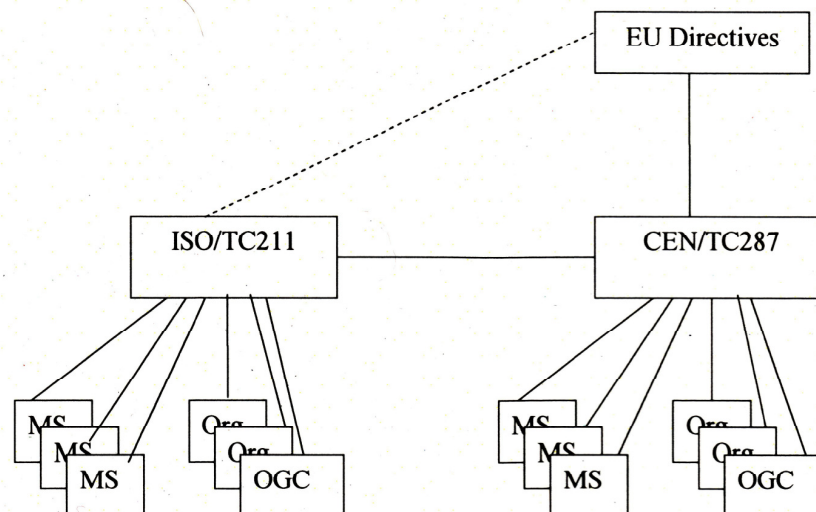 EU Directives
ISO/TC211
CEN/TC287
MS
MS
MS
Org
Org
OGC
MS
MS
MS
Org
Org
OGC